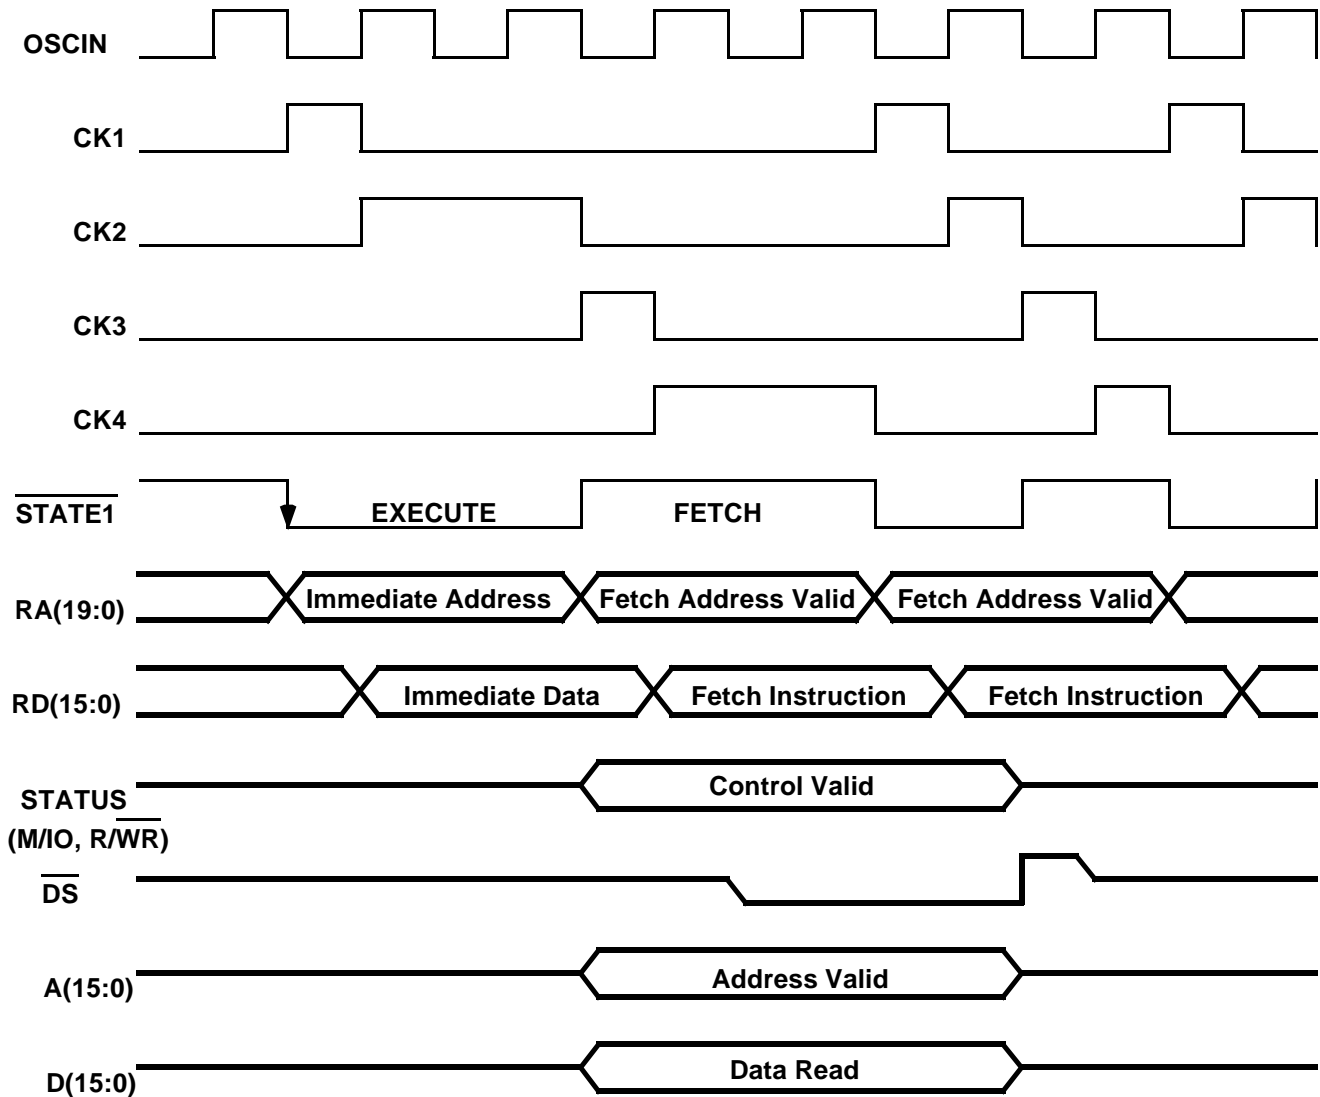 OSCIN
CK1
CK2
CK3
CK4
STATE1 EXECUTE FETCH
RA(19:0) Immediate Address Fetch Address Valid Fetch Address Valid
RD(15:0) Immediate Data Fetch Instruction Fetch Instruction
STATUS Control Valid
(M/IO, R/WR)
DS
A(15:0) Address Valid
D(15:0) Data Read